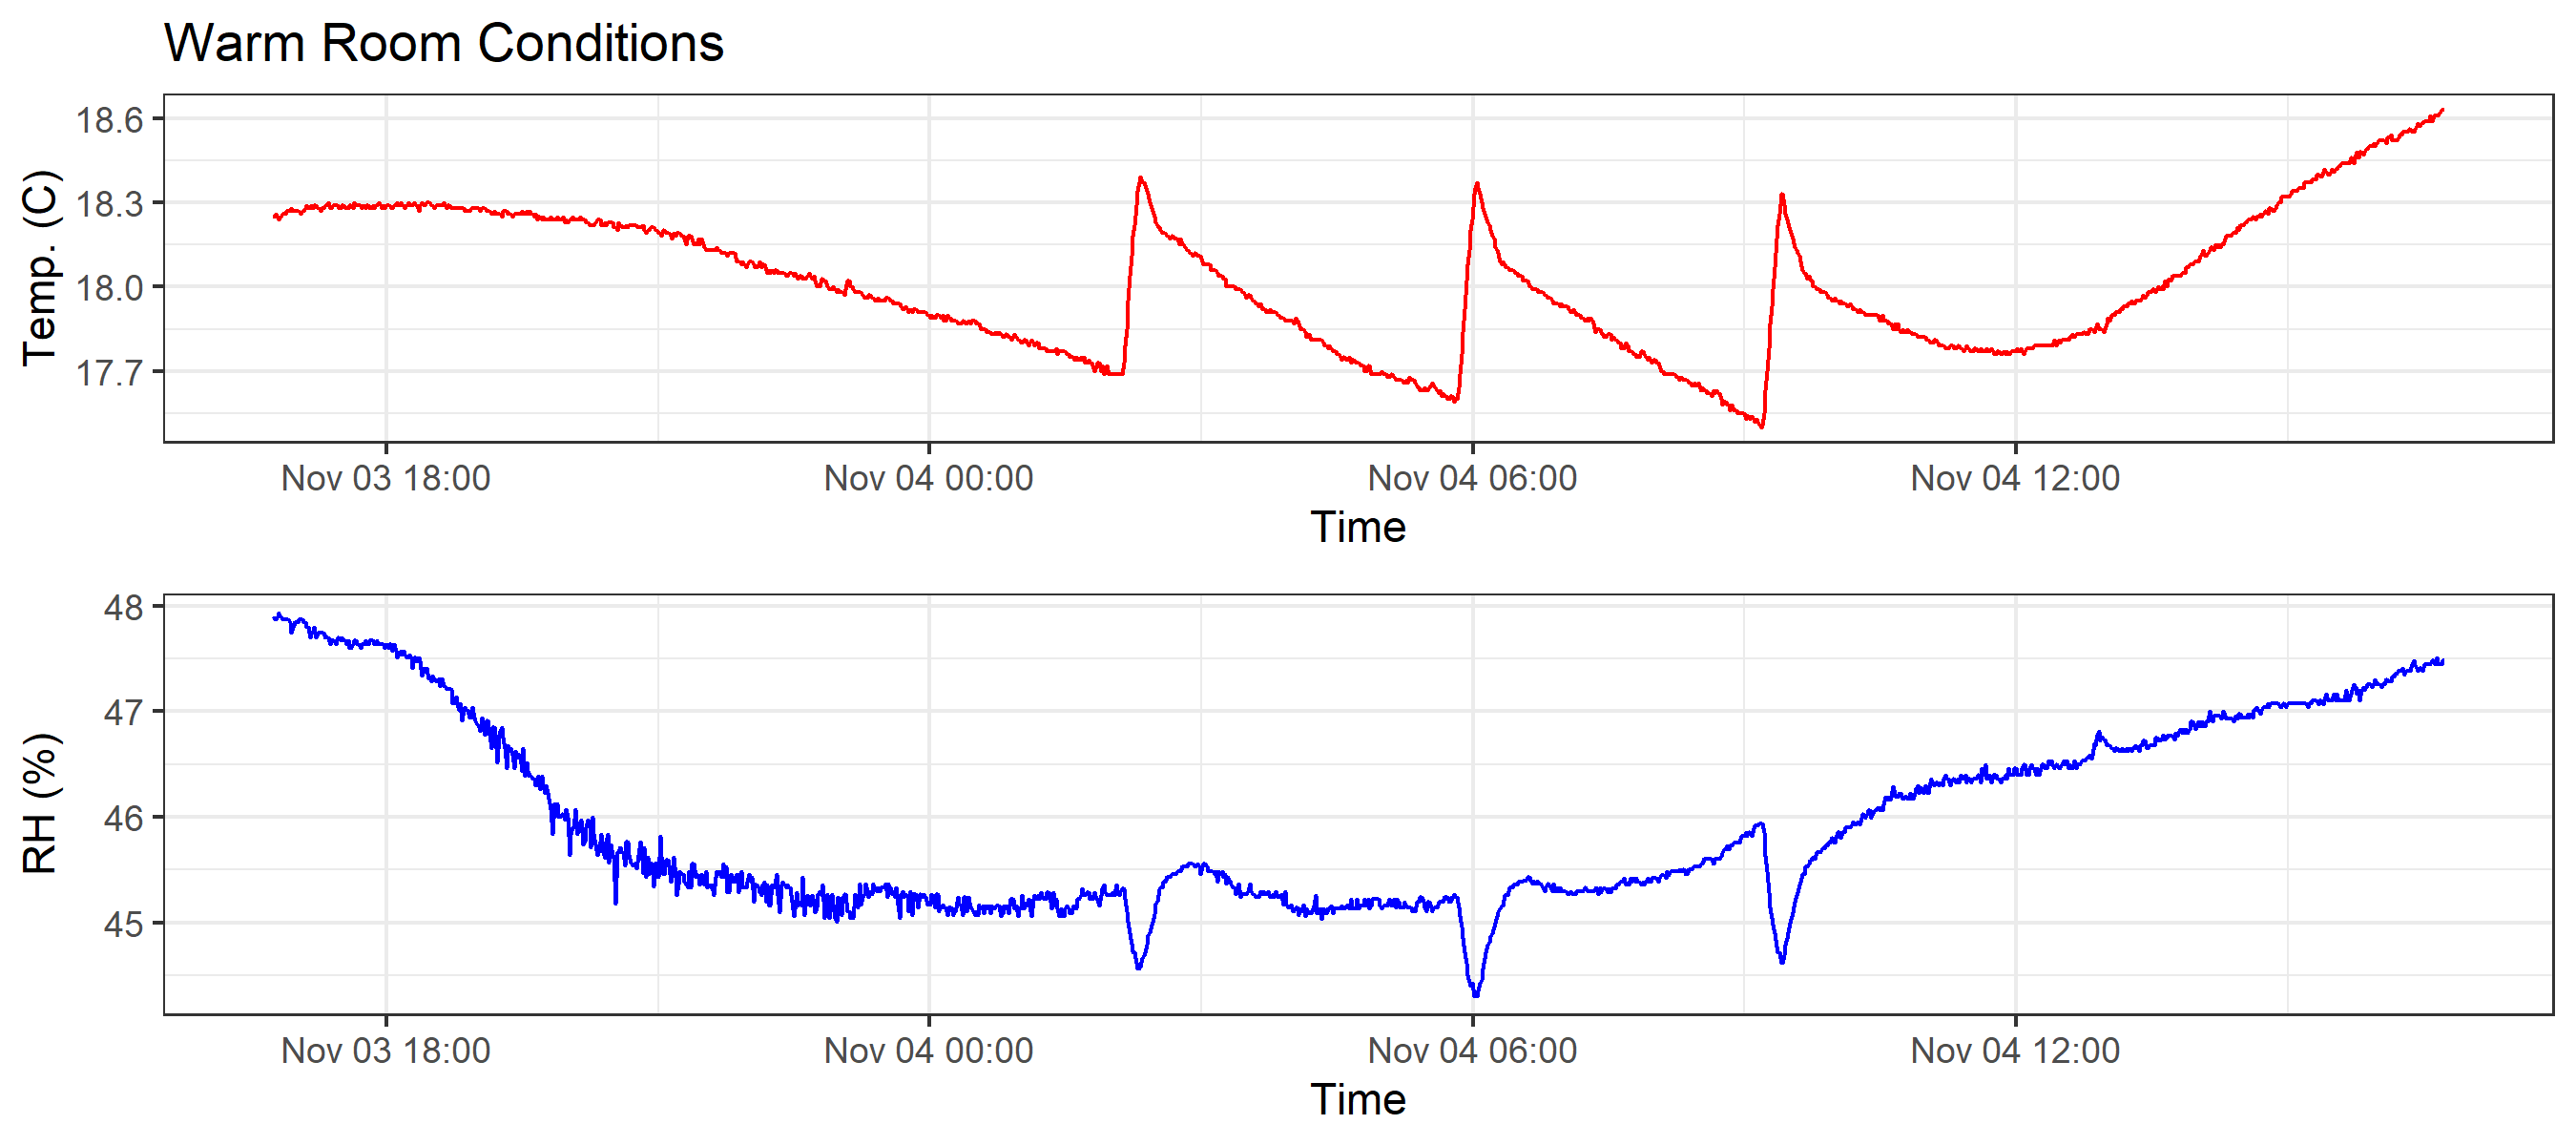 Warm Room Conditions
Temp. (C)
18.6
18.3
18.0
17.7
Nov 03 18:00 Nov 04 00:00 Nov 04 06:00 Nov 04 12:00
Time
RH (%)
48
47
46
45
Nov 03 18:00 Nov 04 00:00 Nov 04 06:00 Nov 04 12:00
Time